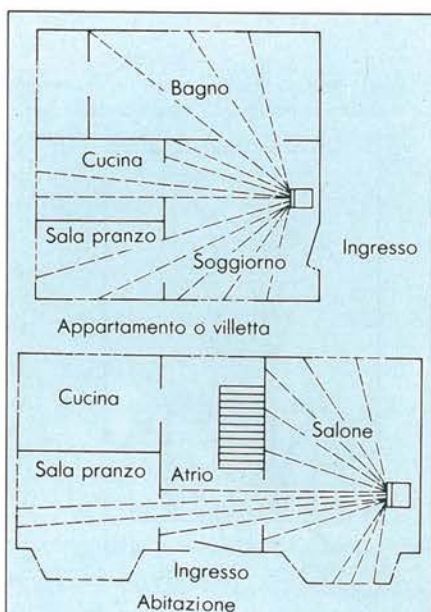 Bagno
Cucina
Sala pranzo
Soggiorno
Ingresso
Appartamento o villetta
Cucina
Salone
Sala pranzo
Atrio
Ingresso
Abitazione